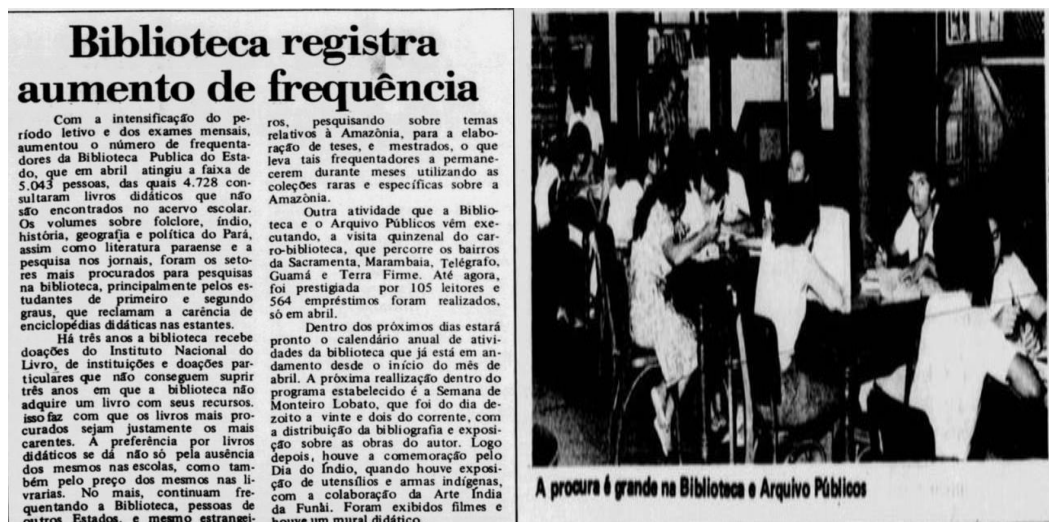 Biblioteca registra
aumento de frequência
Com a intensificação do pe-
ríodo letivo e dos exames mensais,
aumentou o número de frequenta-
dores da Biblioteca Publica do Esta-
do, que em abril atingiu a faixa de
5.043 pessoas, das quais 4.728 con-
sultaram livros didáticos que não
são encontrados no acervo escolar.
Os volumes sobre folclore, índio,
história, geografia e política do Pará,
assim como literatura paraense e a
pesquisa nos jornais, foram os seto-
res mais procurados para pesquisas
na biblioteca, principalmente pelos es-
tudantes de primeiro e segundo
graus, que reclamam a carência de
enciclopédias didáticas nas estantes.
Há três anos a biblioteca recebe
doações do Instituto Nacional do
Livro, de instituições e doações par-
ticulares que não conseguem suprir
três anos em que a biblioteca não
adquire um livro com seus recursos.
isso faz com que os livros mais pro-
curados sejam justamente os mais
carentes. A preferência por livros
didáticos se dá não só pela ausência
dos mesmos nas escolas, como tam-
bém pelo preço dos mesmos nas li-
vrarias. No mais, continuam fre-
quentando a Biblioteca, pessoas de
outros Estados, e mesmo estrangei-
ros, pesquisando sobre temas
relativos à Amazônia, para a elabo-
ração de teses, e mestrados, o que
leva tais frequentadores a permane-
cerem durante meses utilizando as
coleções raras e específicas sobre a
Amazônia.
Outra atividade que a Biblio-
teca e o Arquivo Públicos vêm exe-
cutando, a visita quinzenal do car-
ro-biblioteca, que percorre os bairros
da Sacramenta, Marambaia, Telégrafo,
Guamá e Terra Firme. Até agora,
foi prestigiada por 105 leitores e
564 empréstimos foram realizados,
só em abril.
Dentro dos próximos dias estará
pronto o calendário anual de ativi-
dades da biblioteca que já está em an-
damento desde o início do mês de
abril. A próxima reallização dentro do
programa estabelecido é a Semana de
Monteiro Lobato, que foi do dia de-
zoito a vinte e dois do corrente, com
a distribuição da bibliografia e exposi-
ção sobre as obras do autor. Logo
depois, houve a comemoração pelo
Dia do Índio, quando houve exposi-
ção de utensílios e armas indígenas,
com a colaboração da Arte Índia
da Funai. Foram exibidos filmes e
houve um mural didático.
A procura é grande na Biblioteca e Arquivo Públicos